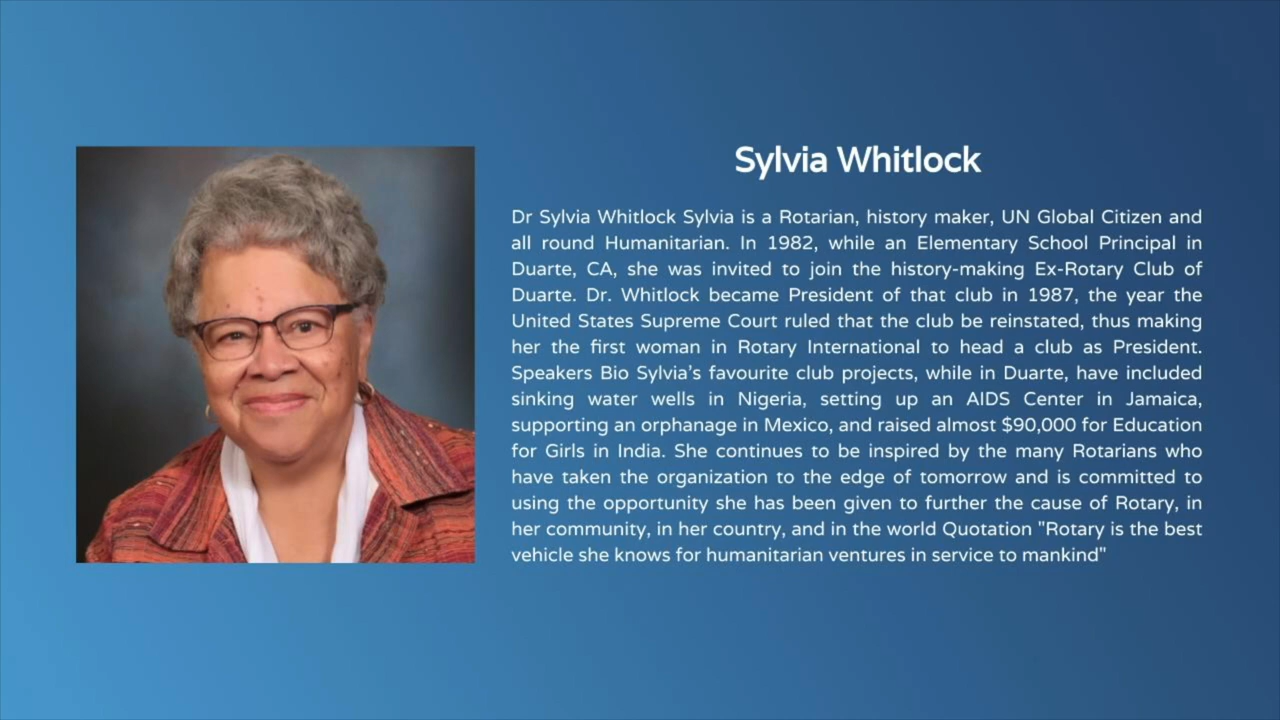 Sylvia Whitlock
Dr Sylvia Whitlock Sylvia is a Rotarian, history maker, UN Global Citizen and
all round Humanitarian. In 1982, while an Elementary School Principal in
Duarte, CA, she was invited to join the history-making Ex-Rotary Club of
Duarte. Dr. Whitlock became President of that club in 1987, the year the
United States Supreme Court ruled that the club be reinstated, thus making
her the first woman in Rotary International to head a club as President.
Speakers Bio Sylvia’s favourite club projects, while in Duarte, have included
sinking water wells in Nigeria, setting up an AIDS Center in Jamaica,
supporting an orphanage in Mexico, and raised almost $90,000 for Education
for Girls in India. She continues to be inspired by the many Rotarians who
have taken the organization to the edge of tomorrow and is committed to
using the opportunity she has been given to further the cause of Rotary, in
her community, in her country, and in the world Quotation "Rotary is the best
vehicle she knows for humanitarian ventures in service to mankind"